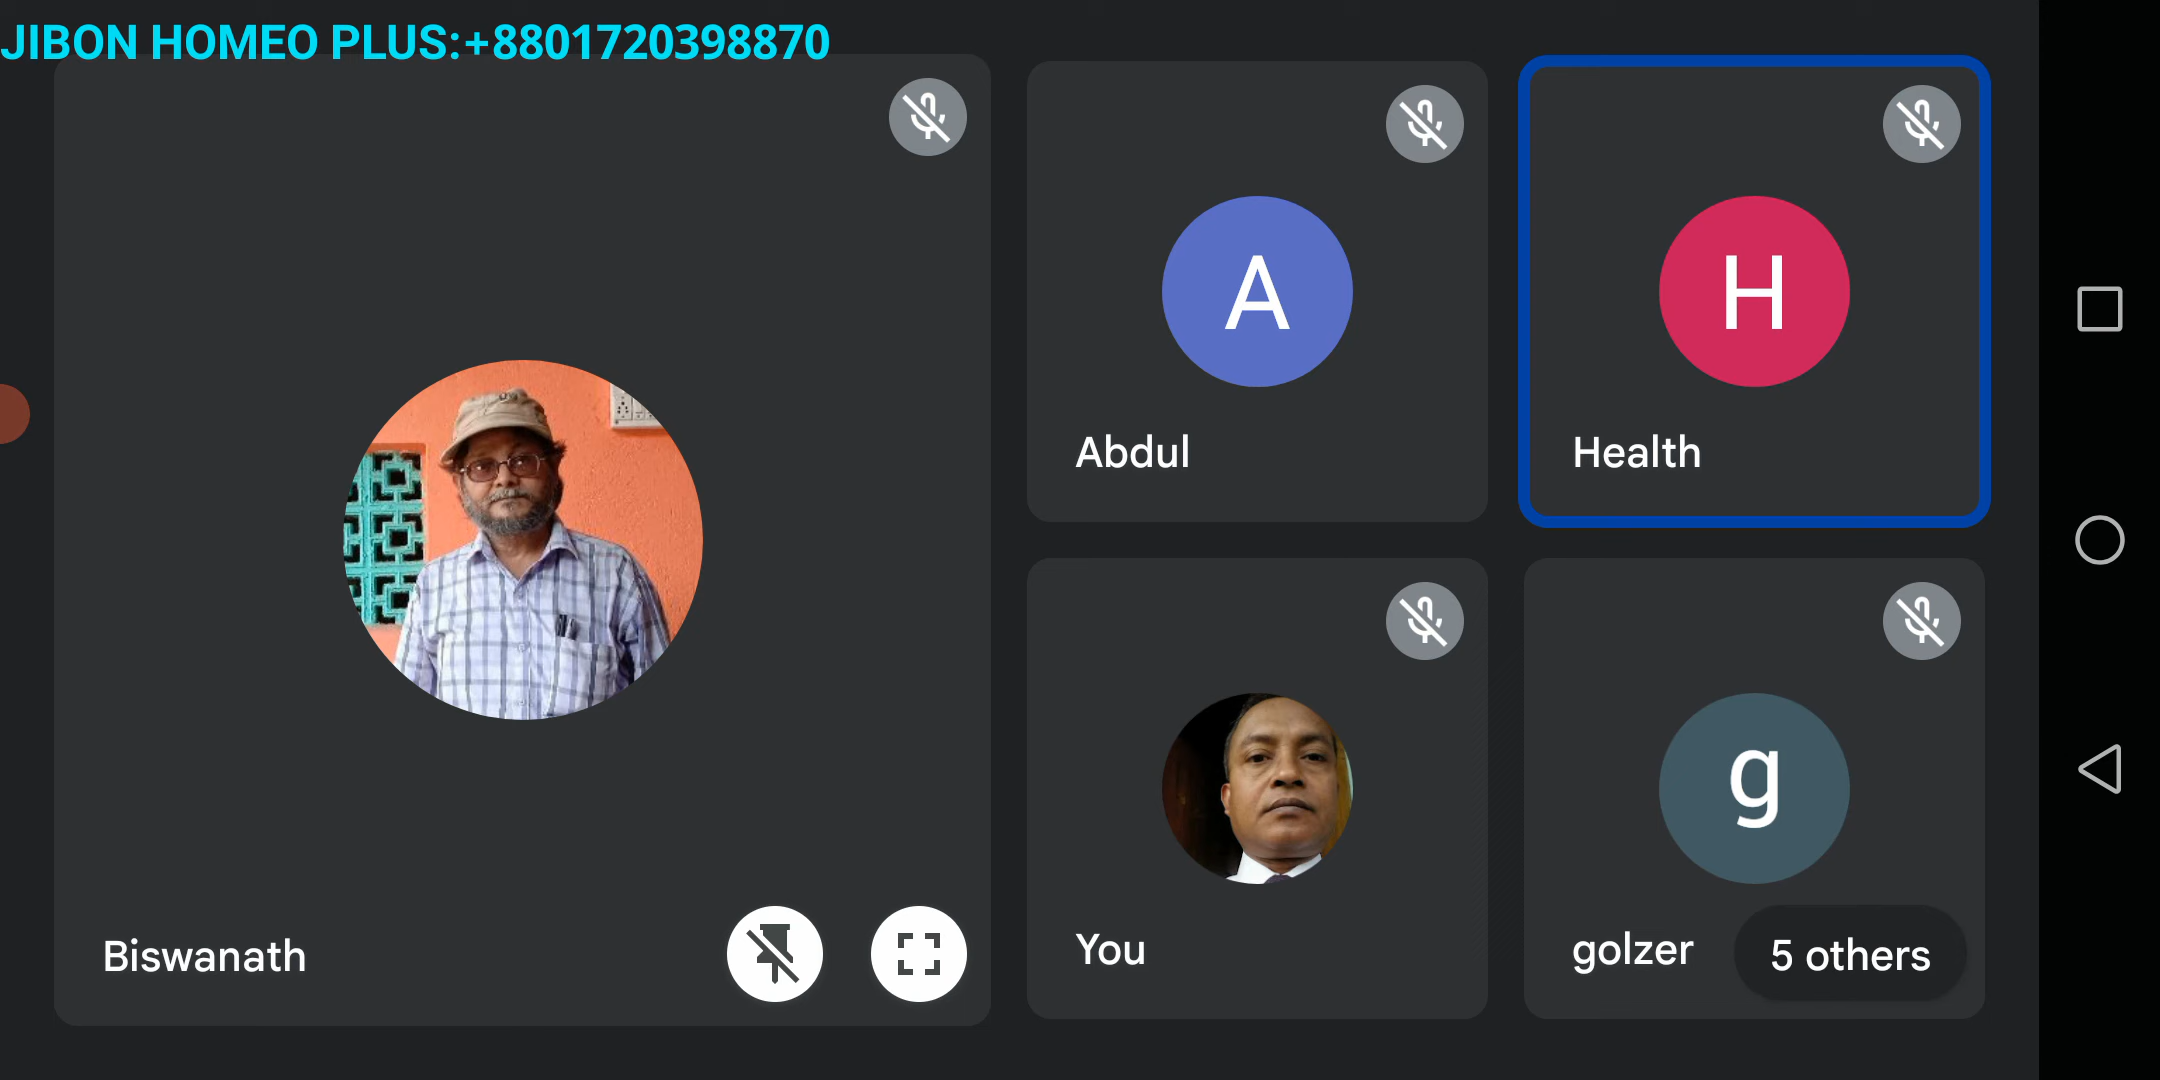 JIBON HOMEO PLUS:+8801720398870
A
Abdul
H
Health
Biswanath
You
g
golzer
5 others